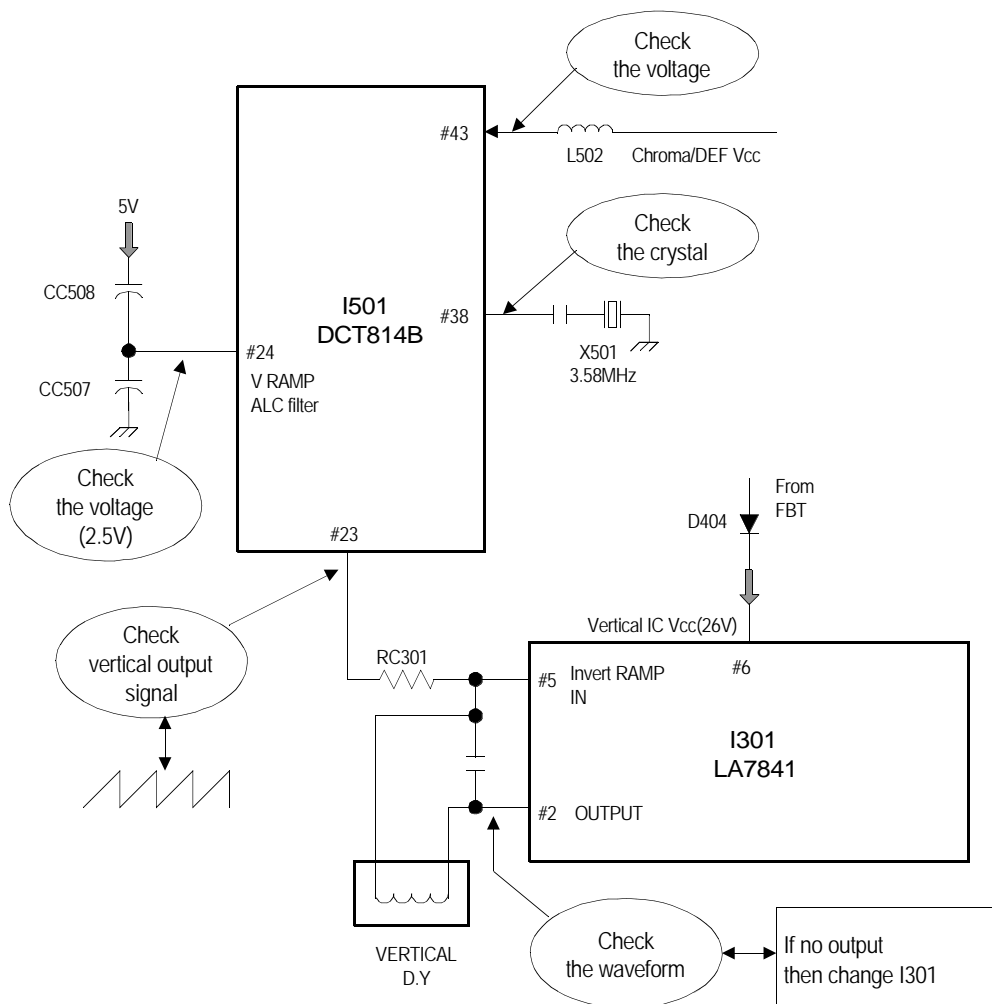 Check
the voltage
#43
L502
Chroma/DEF Vcc
5V
Check
the crystal
CC508
I501
DCT814B
#38
#24
V RAMP
ALC filter
X501
3.58MHz
CC507
Check
the voltage
(2.5V)
From
FBT
D404
#23
Vertical IC Vcc(26V)
Check
vertical output
signal
RC301
#5
Invert RAMP
IN
#6
I301
LA7841
#2
OUTPUT
VERTICAL
D.Y
Check
the waveform
If no output
then change I301